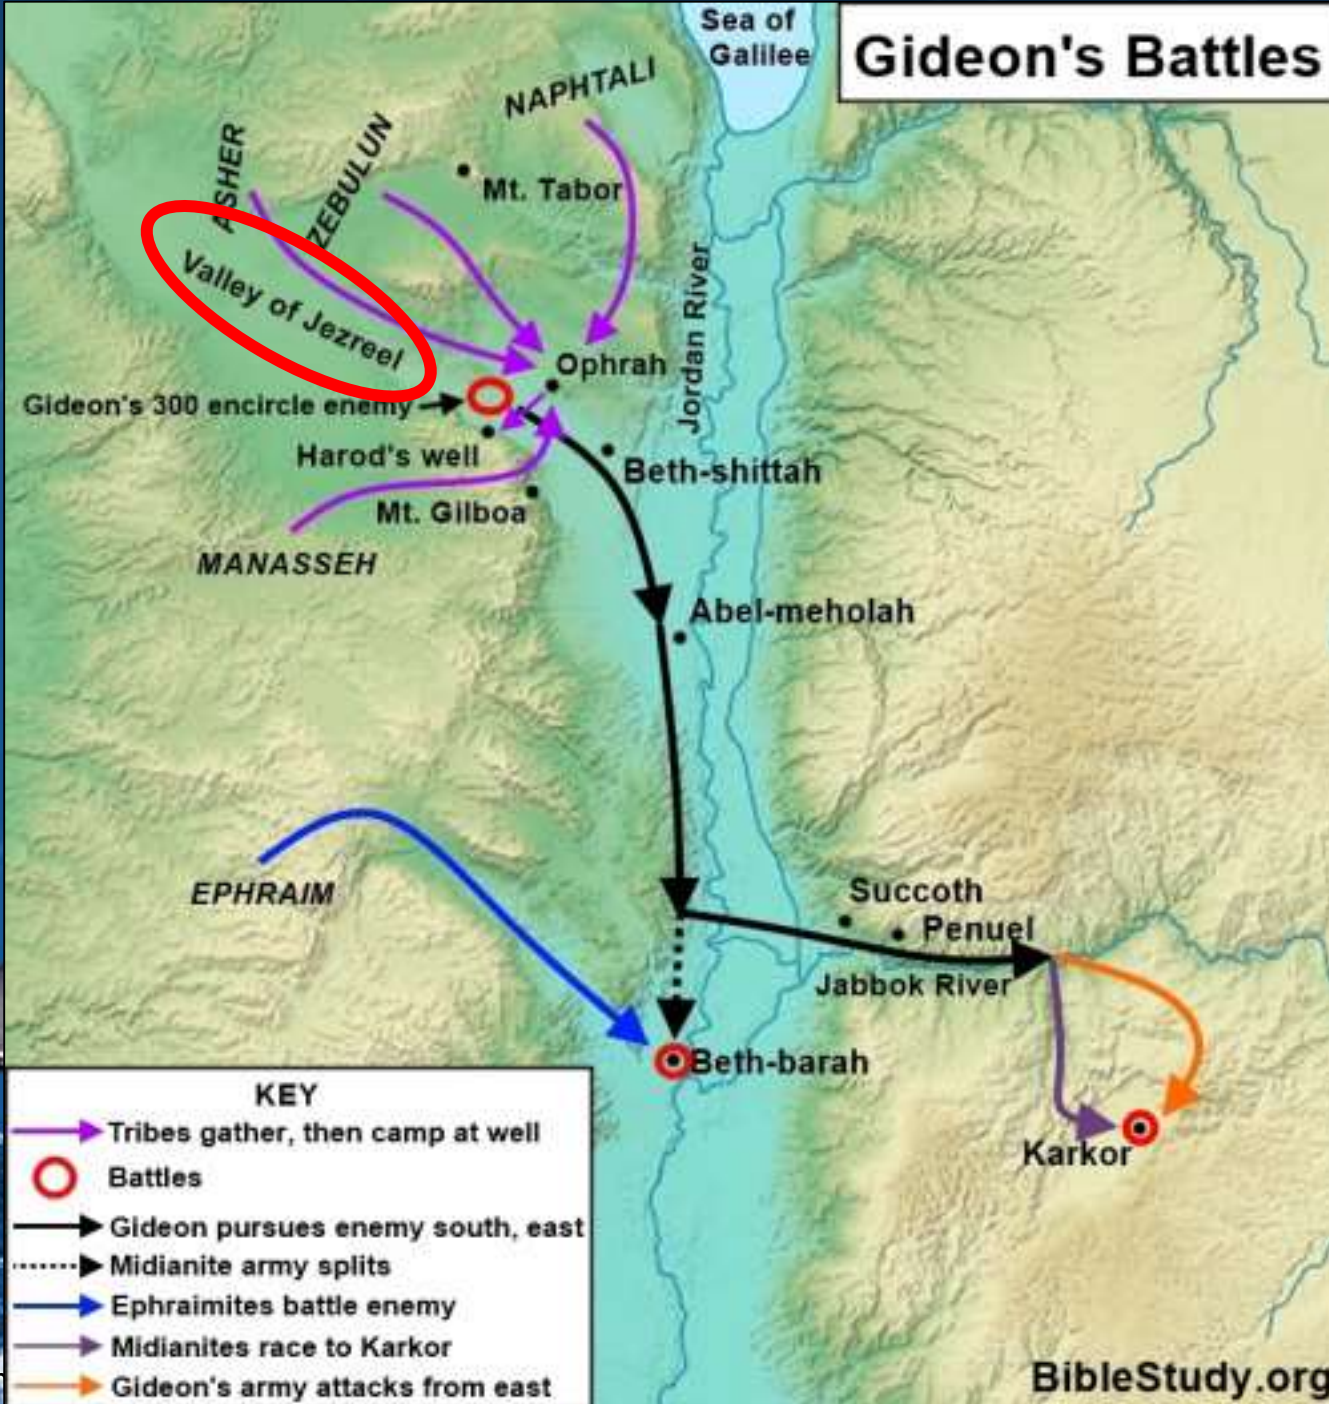 Sea of
Galilee
Gideon's Battles
NAPHTALI
ASHER
ZEBULUN
Mt. Tabor
Valley of Jezreel
Jordan River
Ophrah
Gideon's 300 encircle enemy
Harod's well
Beth-shittah
Mt. Gilboa
MANASSEH
Abel-meholah
EPHRAIM
Succoth
Penuel
Jabbok River
Beth-barah
Karkor
KEY
Tribes gather, then camp at well
Battles
Gideon pursues enemy south, east
Midianite army splits
Ephraimites battle enemy
Midianites race to Karkor
Gideon's army attacks from east
BibleStudy.org